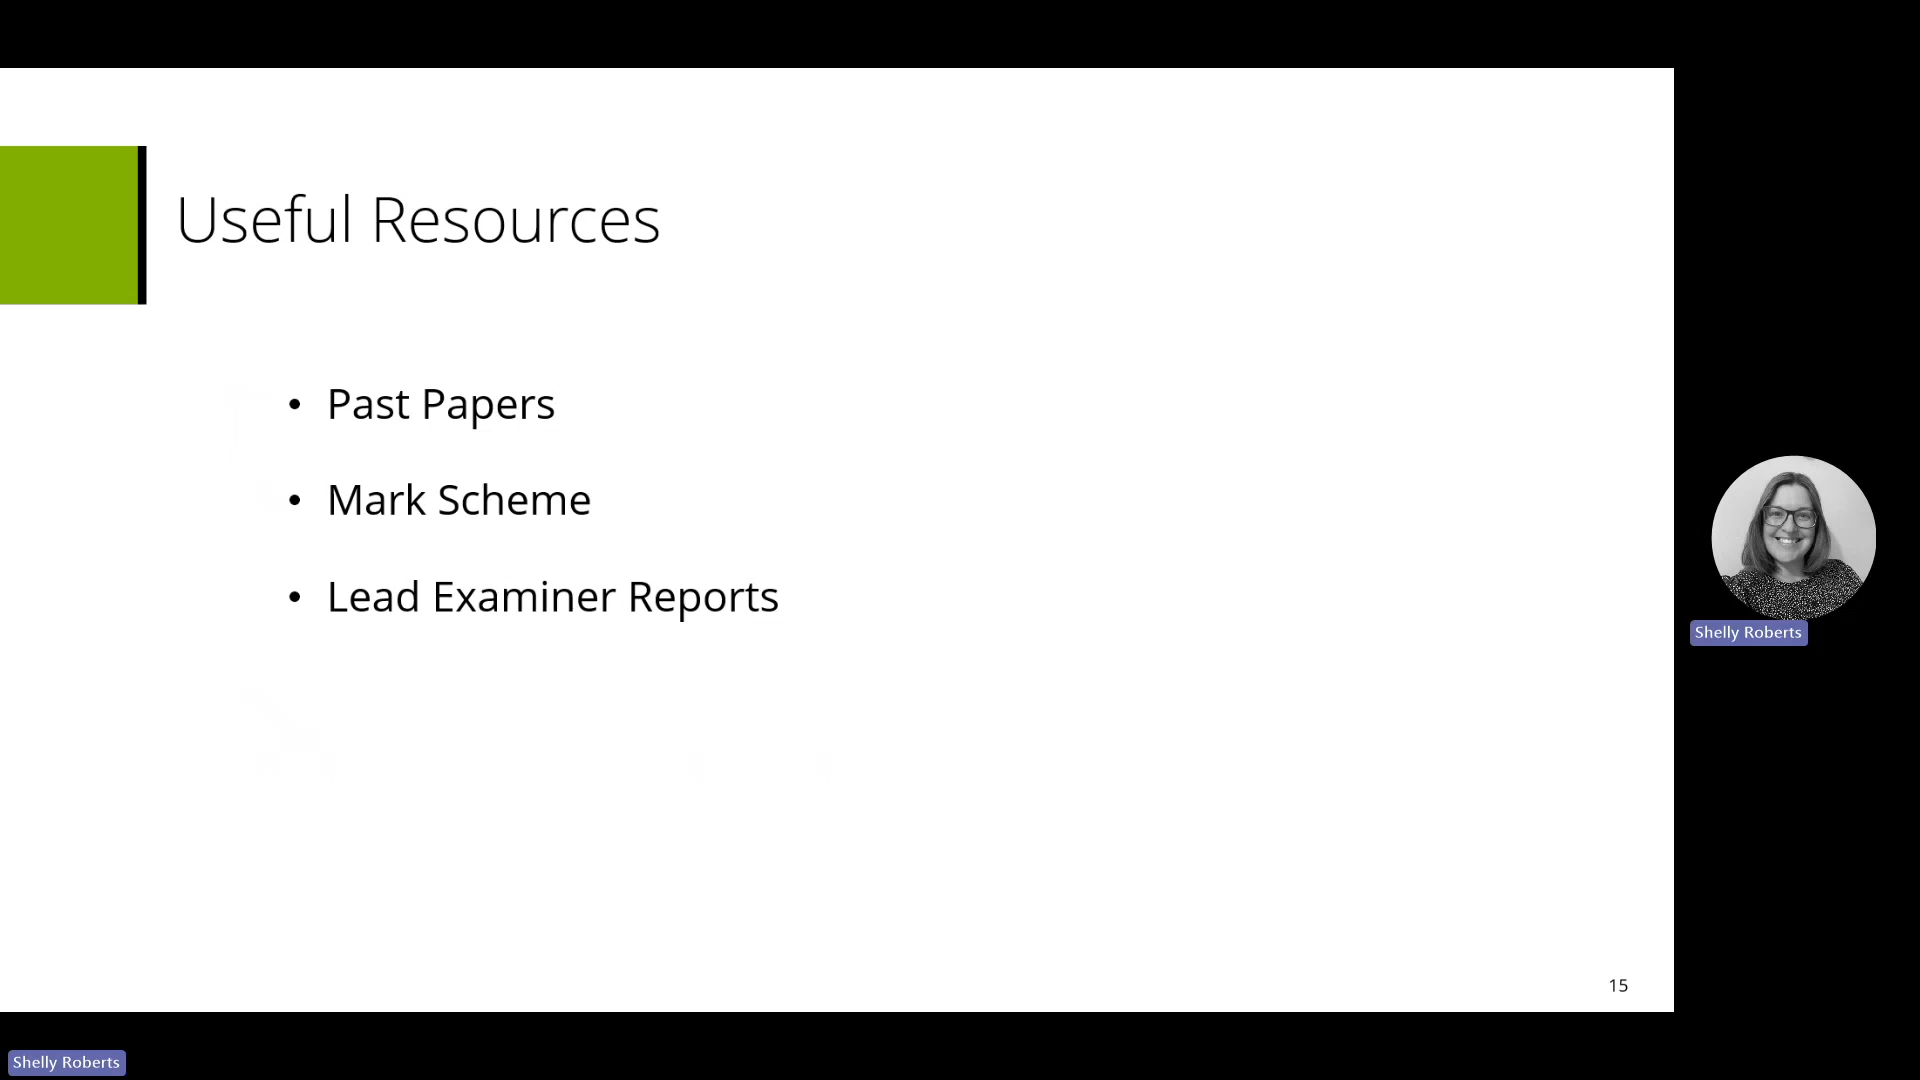 Useful Resources
• Past Papers
• Mark Scheme
• Lead Examiner Reports
15
Shelly Roberts
Shelly Roberts